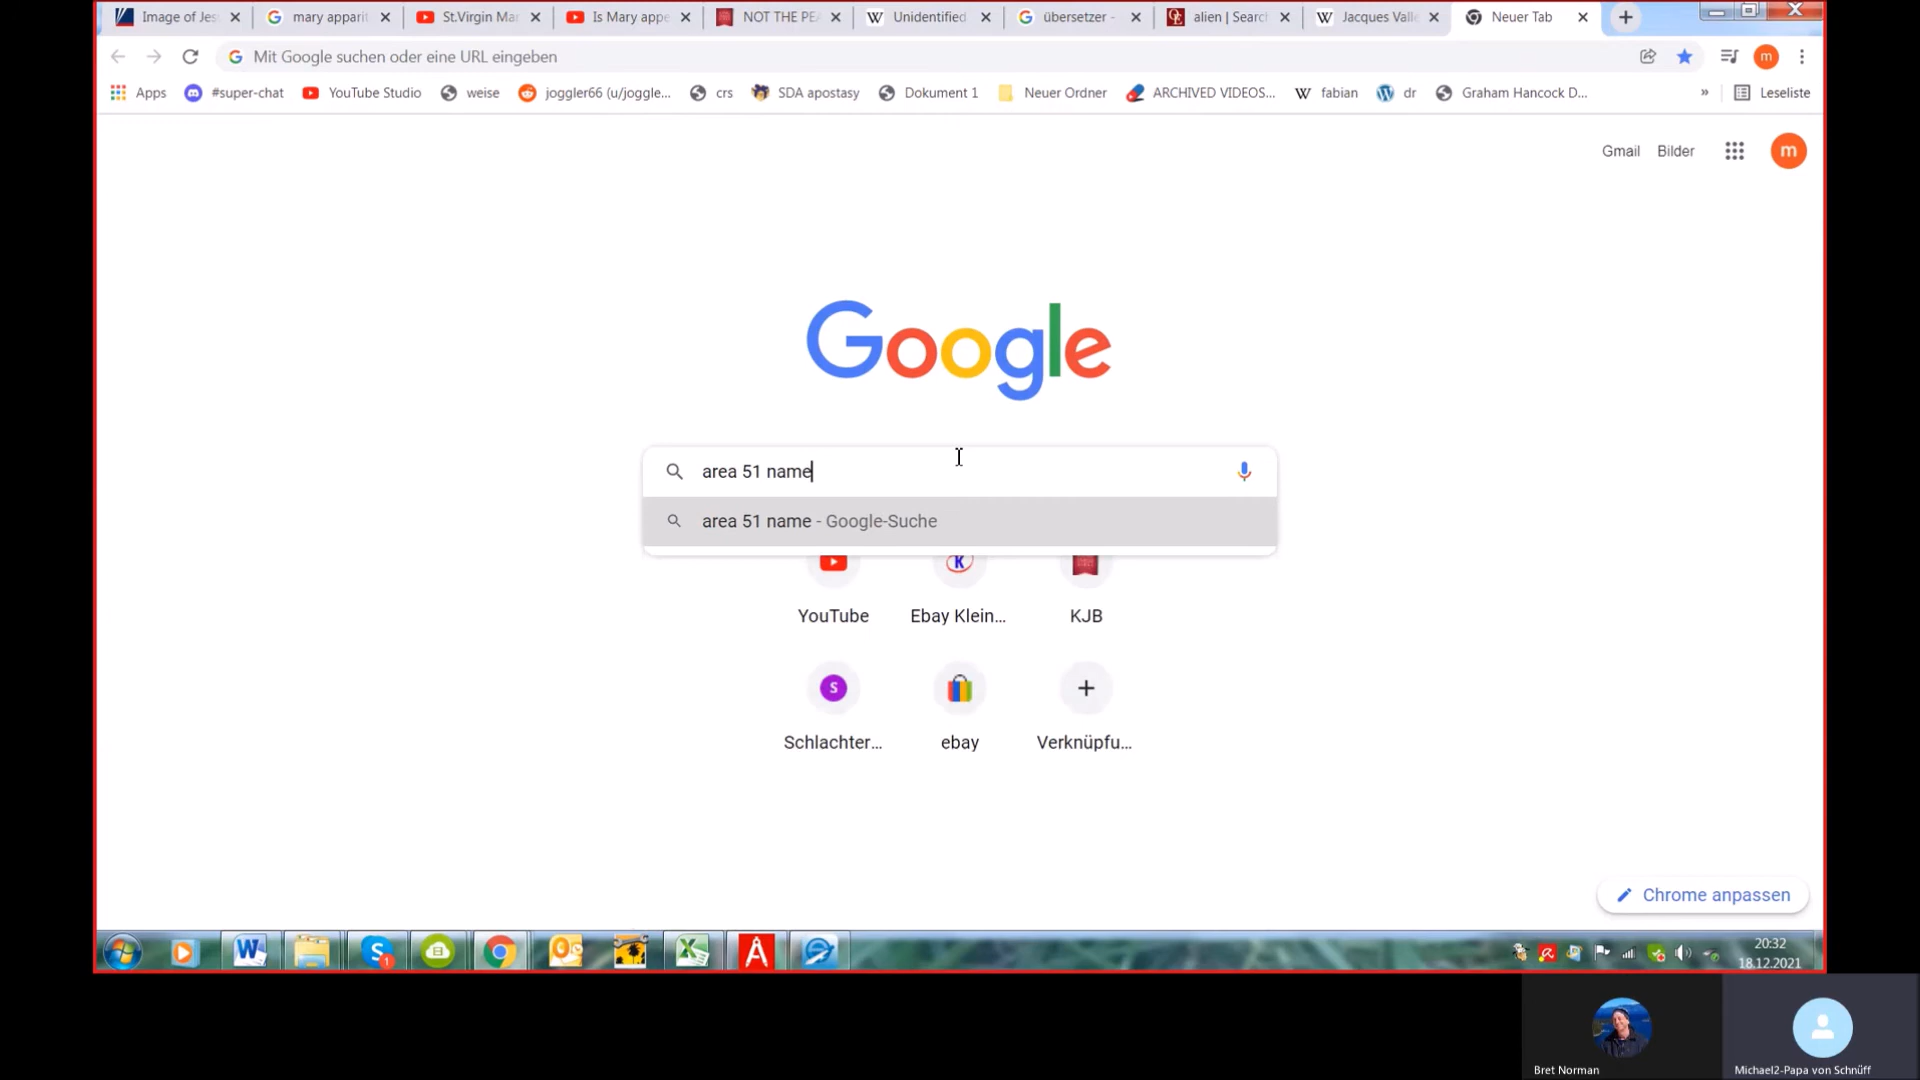 Image of Jes
mary apparit
St.Virgin Mar
Is Mary appe
NOT THE PEA
Unidentified
übersetzer -
alien | Search
Jacques Valle
Neuer Tab
Mit Google suchen oder eine URL eingeben
m
Apps
#super-chat
YouTube Studio
weise
joggler66 (u/joggle...
crs
SDA apostasy
Dokument 1
Neuer Ordner
ARCHIVED VIDEOS...
fabian
dr
Graham Hancock D...
»
Leseliste
Gmail
Bilder
m
Google
area 51 name
area 51 name - Google-Suche
YouTube
Ebay Klein...
KJB
S
Schlachter...
ebay
Verknüpfu...
Chrome anpassen
20:32
18.12.2021
Bret Norman
Michael2-Papa von Schnüff